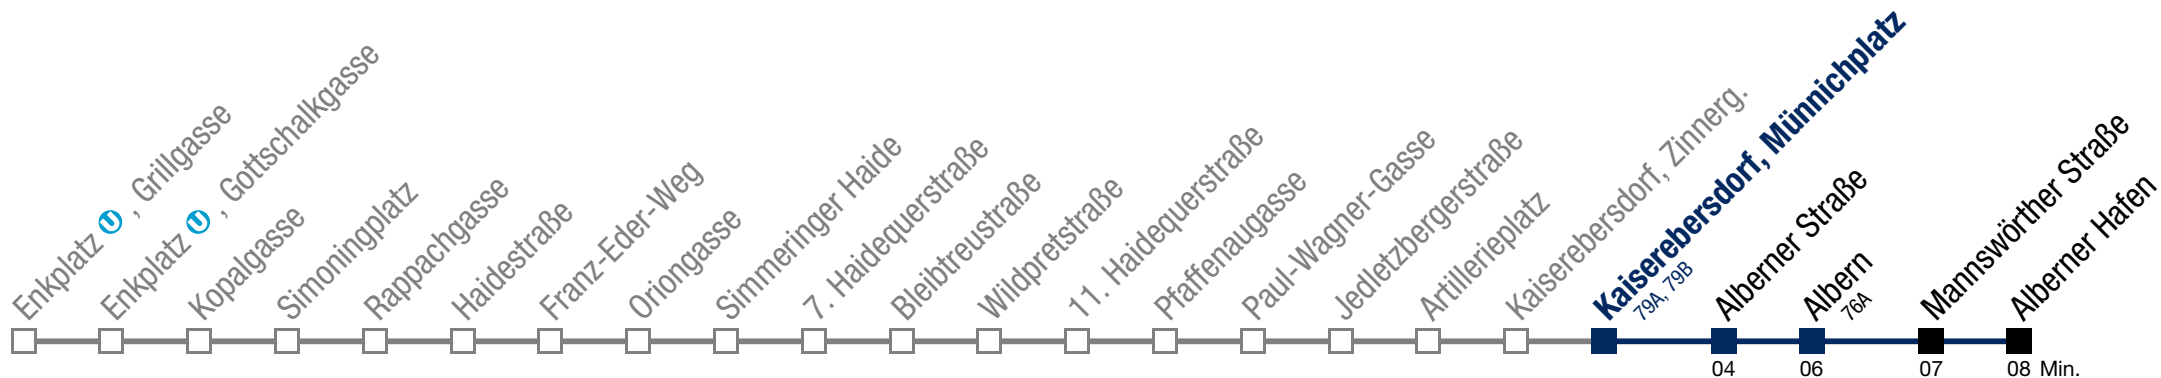 Enkplatz U , Grillgasse
Enkplatz U , Gottschalkgasse
Kopalgasse
Simoningplatz
Rappachgasse
Haidestraße
Franz-Eder-Weg
Oriongasse
Simmeringer Haide
7. Haidequerstraße
Bleibtreustraße
Wildpretstraße
11. Haidequerstraße
Pfaffenaugasse
Paul-Wagner-Gasse
Jedletzbergerstraße
Artillerieplatz
Kaiserebersdorf, Zinnerg.
Kaiserebersdorf, Münnichplatz
79A, 79B
Alberner Straße
Albern
76A
Mannswörther Straße
Alberner Hafen
04 06 07 08 Min.